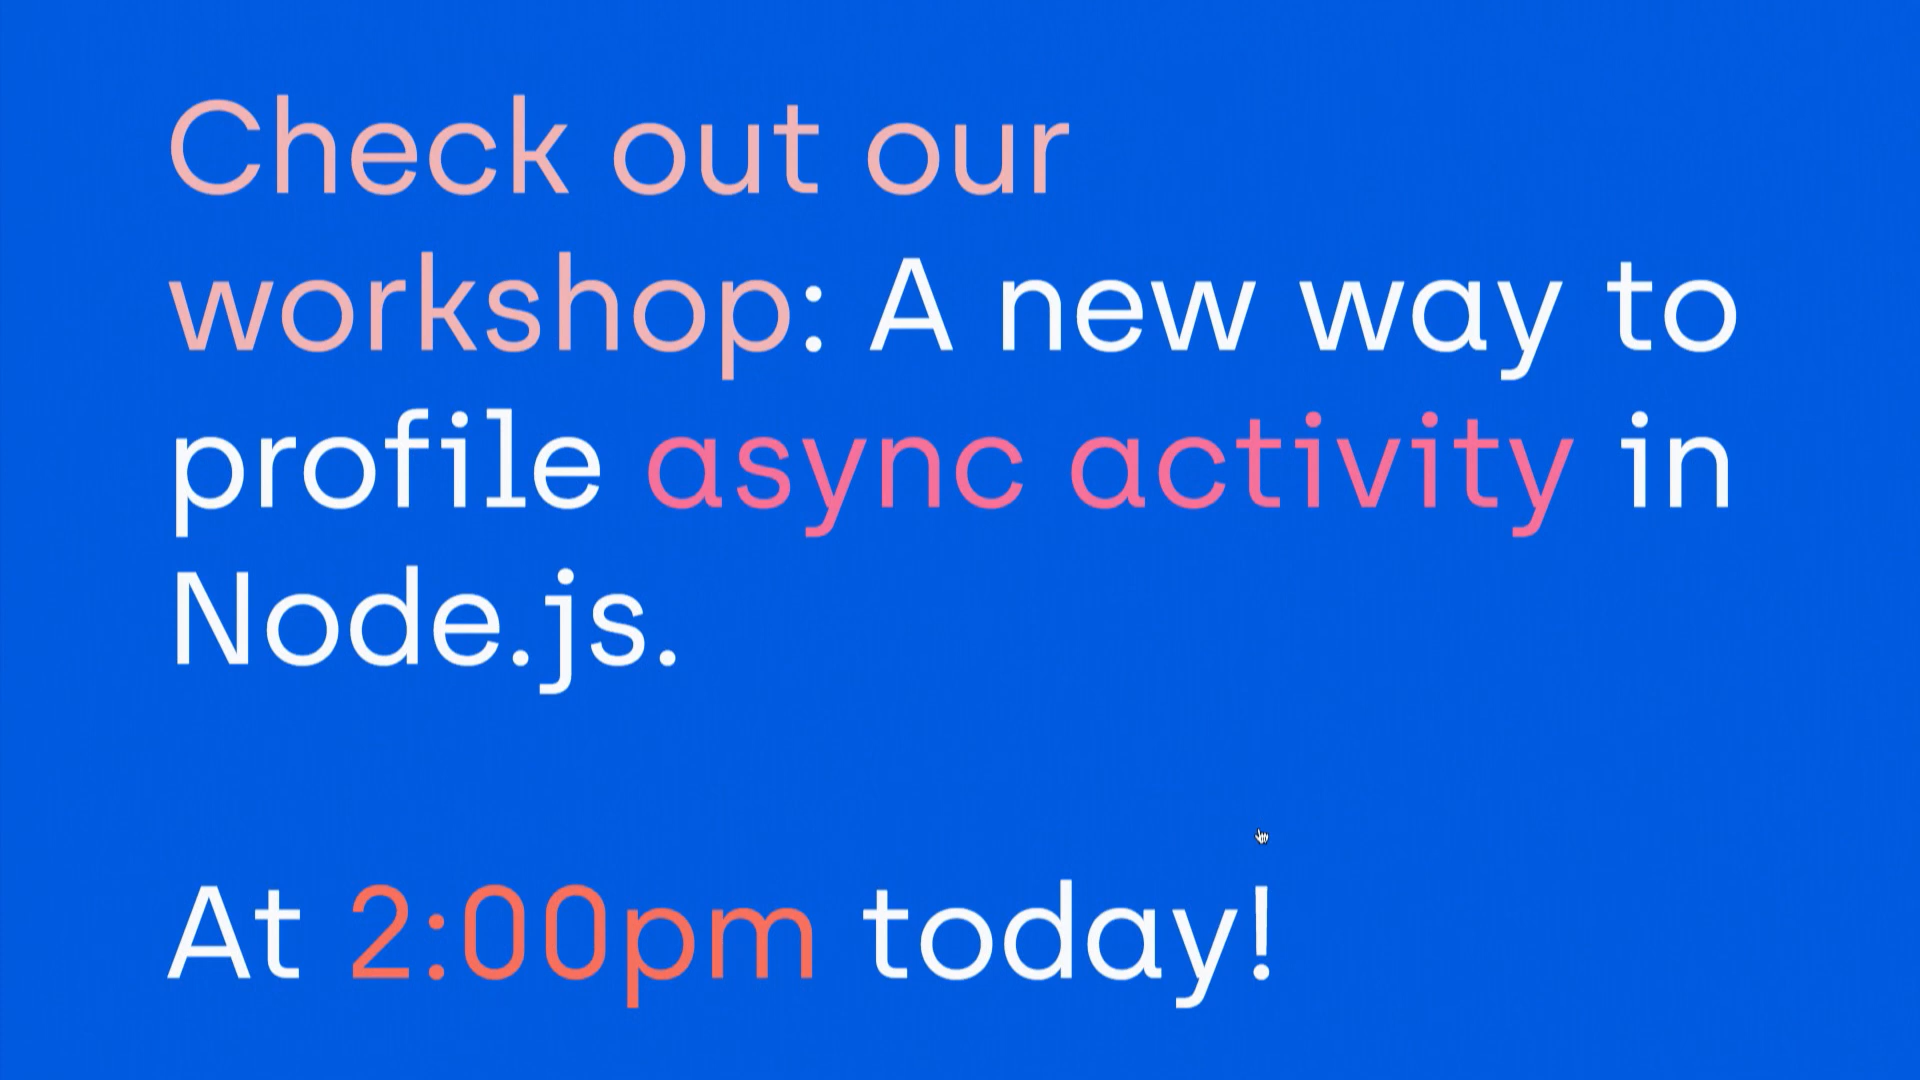 Check out our
workshop: A new way to
profile async activity in
Node.js.
At 2:00pm today!